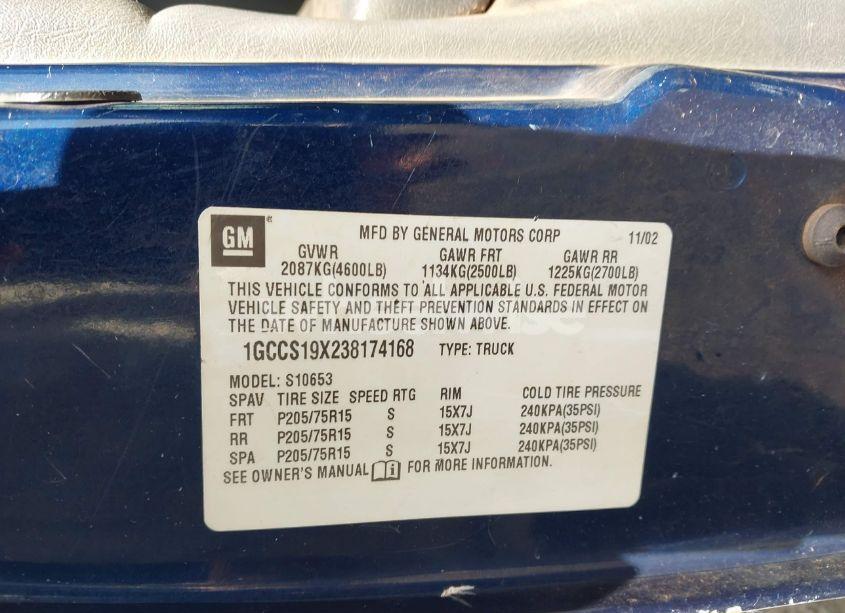 GM ® MFD BY GENERAL MOTORS CORP 11/02
GVWR GAWR FRT GAWR RR
2087KG(4600LB) 1134KG(2500LB) 1225KG(2700LB)
THIS VEHICLE CONFORMS TO ALL APPLICABLE U.S. FEDERAL MOTOR
VEHICLE SAFETY AND THEFT PREVENTION STANDARDS IN EFFECT ON
THE DATE OF MANUFACTURE SHOWN ABOVE.
1GCCS19X238174168 TYPE: TRUCK
MODEL: S10653
SPAV TIRE SIZE SPEED RTG RIM COLD TIRE PRESSURE
FRT P205/75R15 S 15X7J 240KPA(35PSI)
RR P205/75R15 S 15X7J 240KPA(35PSI)
SPA P205/75R15 S 15X7J 240KPA(35PSI)
SEE OWNER'S MANUAL FOR MORE INFORMATION.